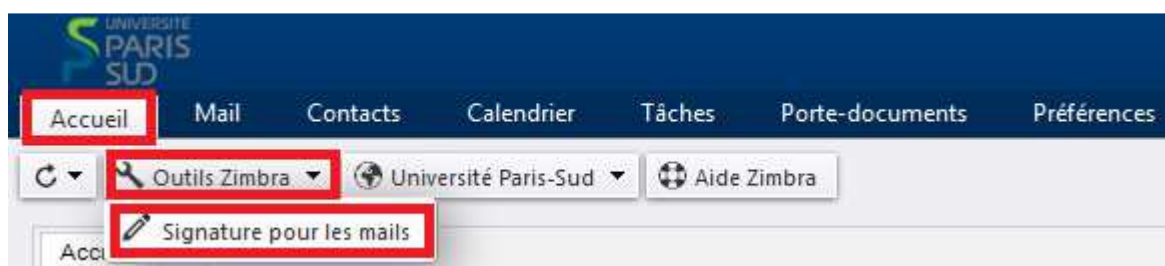 UNIVERSITÉ
PARIS
SUD
Accueil Mail Contacts Calendrier Tâches Porte-documents Préférences
Outils Zimbra Université Paris-Sud Aide Zimbra
Signature pour les mails